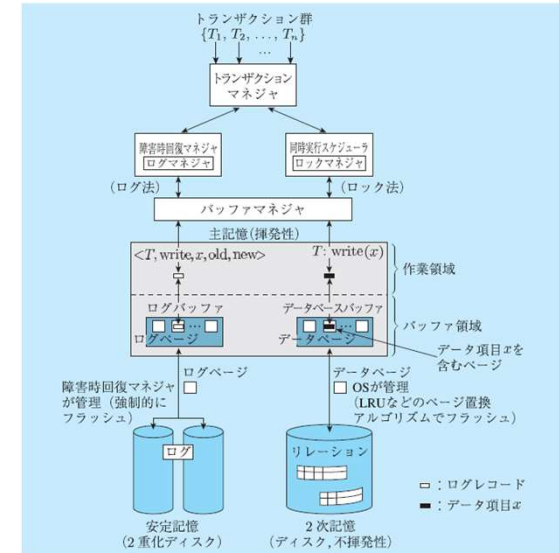 トランザクション群
{T1, T2, . . . , Tn}
…
トランザクション
マネジャ
障害時回復マネジャ
ログマネジャ
同時実行スケジューラ
ロックマネジャ
(ログ法)
(ロック法)
バッファマネジャ
主記憶(揮発性)
<T, write, x, old, new>
T: write(x)
作業領域
ログバッファ
…
ログページ
データベースバッファ
…
データページ
バッファ領域
データ項目xを
含むページ
ログページ
障害時回復マネジャ
が管理(強制的に
フラッシュ)
データページ
OSが管理
(LRUなどのページ置換
アルゴリズムでフラッシュ)
ログ
リレーション
:ログレコード
:データ項目x
安定記憶
(2重化ディスク)
2次記憶
(ディスク,不揮発性)